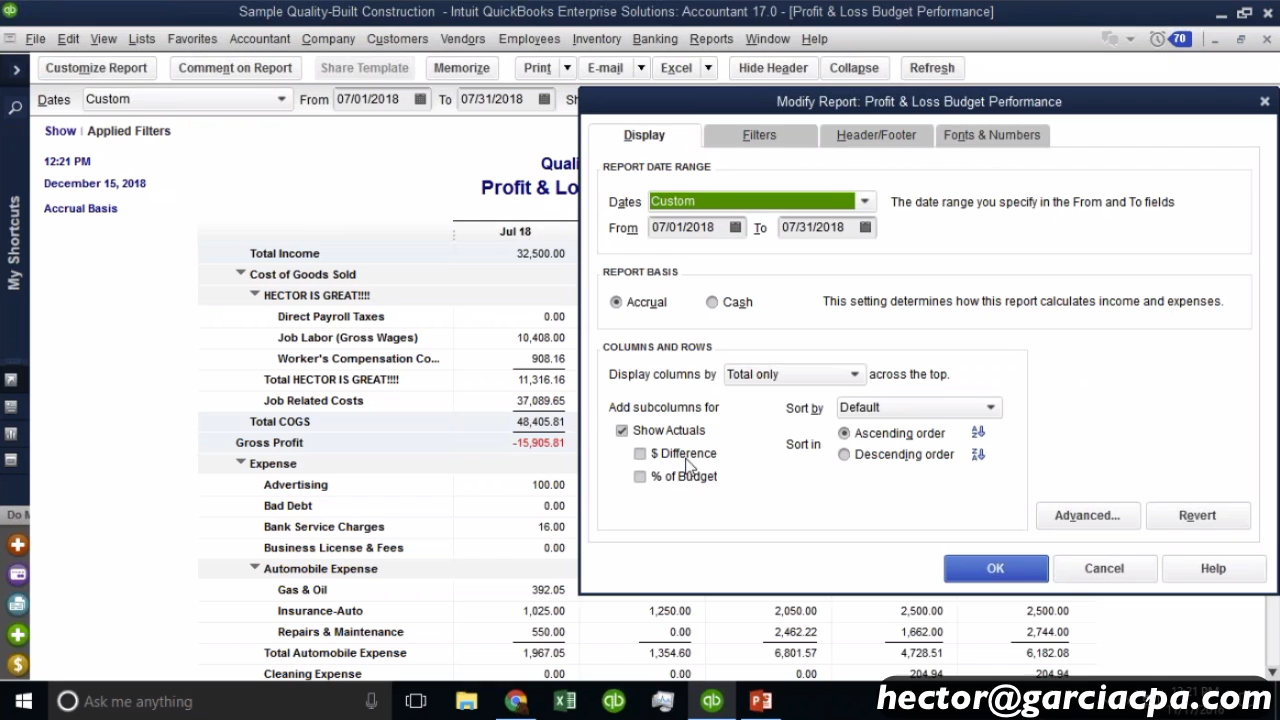 Sample Quality-Built Construction - Intuit QuickBooks Enterprise Solutions: Accountant 17.0 - [Profit & Loss Budget Performance]
File Edit View Lists Favorites Accountant Company Customers Vendors Employees Inventory Banking Reports Window Help 70
Customize Report Comment on Report Share Template Memorize Print E-mail Excel Hide Header Collapse Refresh
Dates Custom From 07/01/2018 To 07/31/2018
Show Applied Filters
12:21 PM
December 15, 2018
Accrual Basis
My Shortcuts
Jul 18
Total Income 32,500.00
Cost of Goods Sold
HECTOR IS GREAT!!!!
Direct Payroll Taxes 0.00
Job Labor (Gross Wages) 10,408.00
Worker's Compensation Co... 908.16
Total HECTOR IS GREAT!!!! 11,316.16
Job Related Costs 37,089.65
Total COGS 48,405.81
Gross Profit -15,905.81
Expense
Advertising 100.00
Bad Debt 0.00
Bank Service Charges 16.00
Business License & Fees 0.00
Automobile Expense
Gas & Oil 392.05
Insurance-Auto 1,025.00 1,250.00 2,050.00 2,500.00 2,500.00
Repairs & Maintenance 550.00 0.00 2,462.22 1,662.00 2,744.00
Total Automobile Expense 1,967.05 1,354.60 6,801.57 4,728.51 6,182.08
Cleaning Expense 0.00 204.94 204.94
Modify Report: Profit & Loss Budget Performance
Display Filters Header/Footer Fonts & Numbers
REPORT DATE RANGE
Dates Custom The date range you specify in the From and To fields
From 07/01/2018 To 07/31/2018
REPORT BASIS
Accrual Cash This setting determines how this report calculates income and expenses.
COLUMNS AND ROWS
Display columns by Total only across the top.
Add subcolumns for Sort by Default
Show Actuals Ascending order
Sort in
$ Difference Descending order
% of Budget
Advanced... Revert
OK Cancel Help
Ask me anything
hector@garciacpa.com